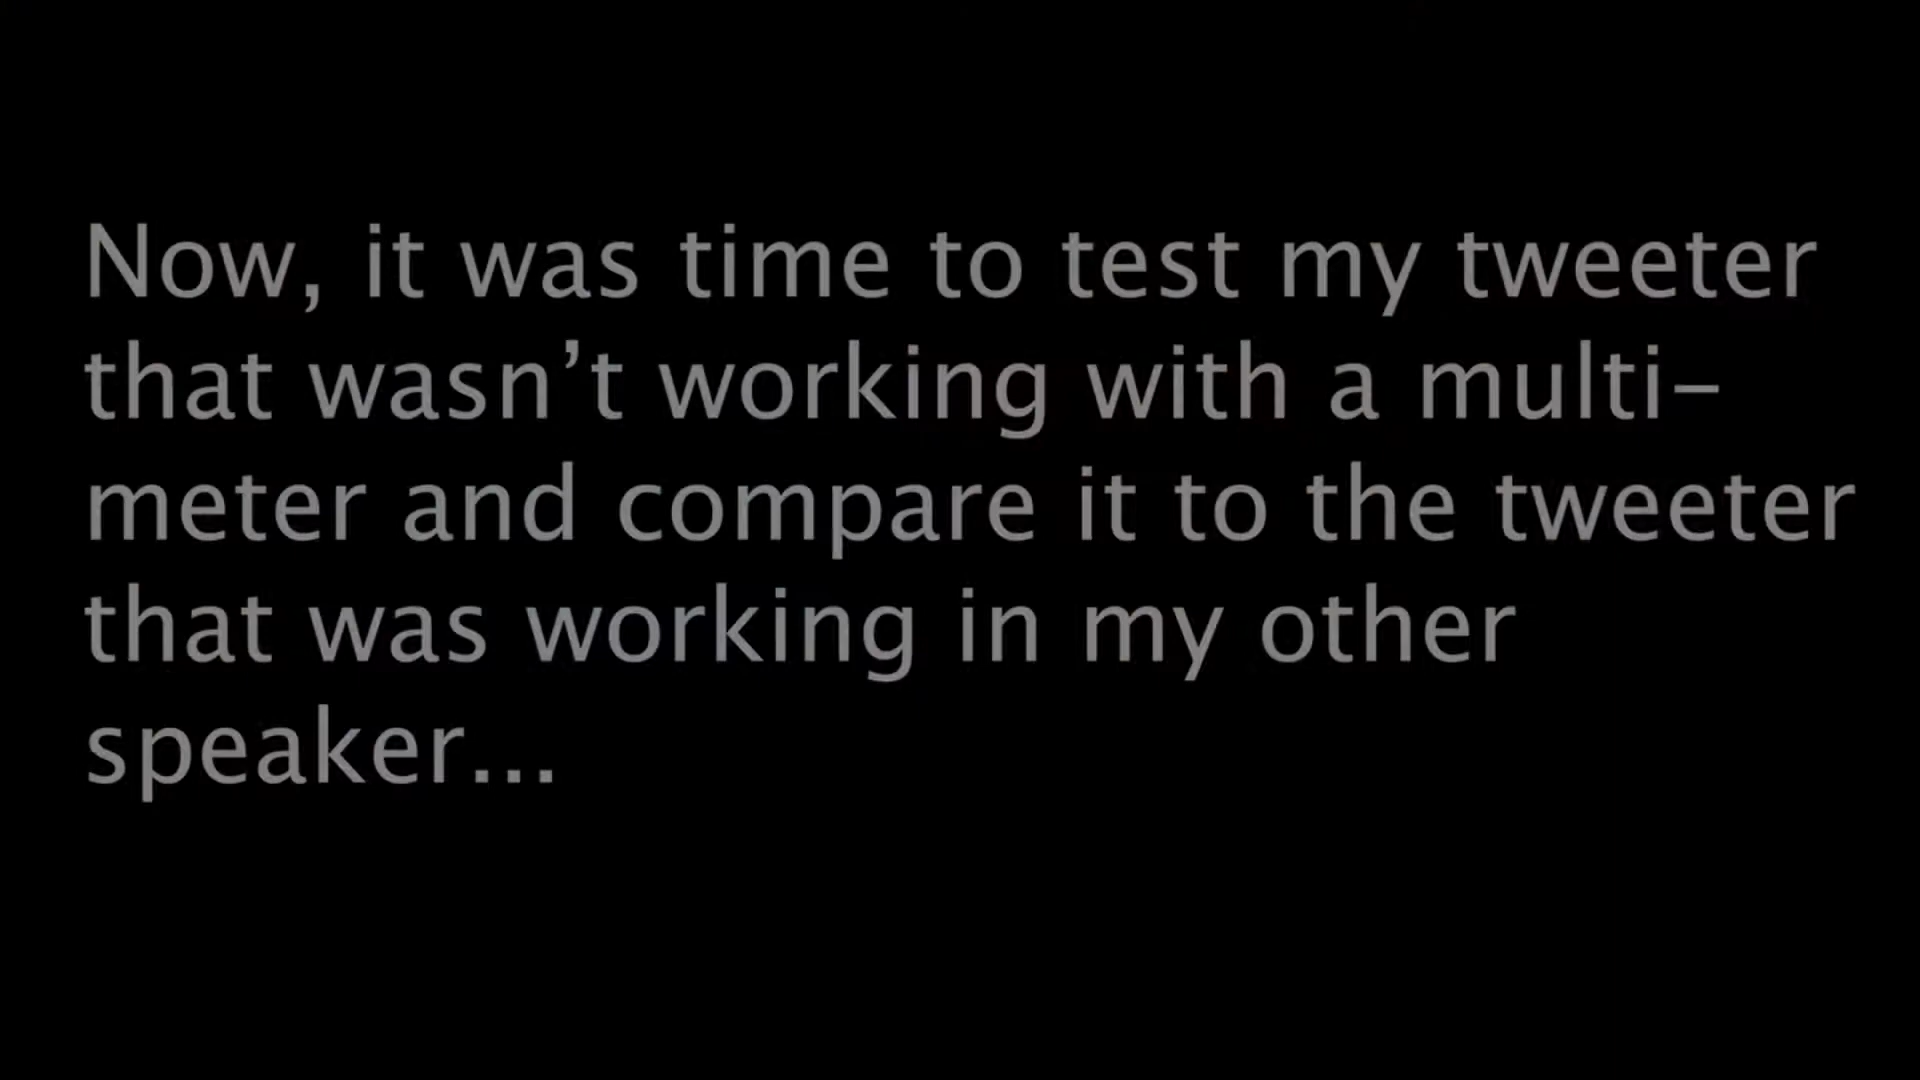 Now, it was time to test my tweeter
that wasn’t working with a multi-
meter and compare it to the tweeter
that was working in my other
speaker...